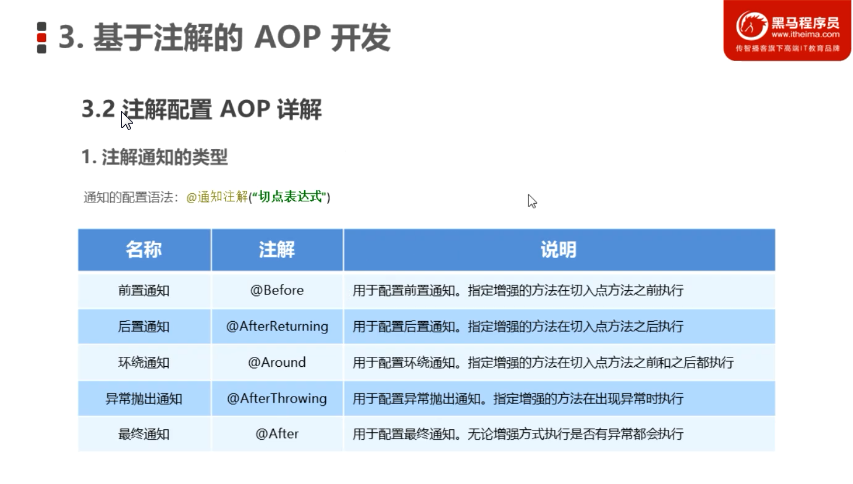 3. 基于注解的 AOP 开发
黑马程序员
www.itheima.com
传智播客旗下高端IT教育品牌
3.2 注解配置 AOP 详解
1. 注解通知的类型
通知的配置语法：@通知注解(“切点表达式")
名称 注解 说明
前置通知 @Before 用于配置前置通知。指定增强的方法在切入点方法之前执行
后置通知 @AfterReturning 用于配置后置通知。指定增强的方法在切入点方法之后执行
环绕通知 @Around 用于配置环绕通知。指定增强的方法在切入点方法之前和之后都执行
异常抛出通知 @AfterThrowing 用于配置异常抛出通知。指定增强的方法在出现异常时执行
最终通知 @After 用于配置最终通知。无论增强方式执行是否有异常都会执行